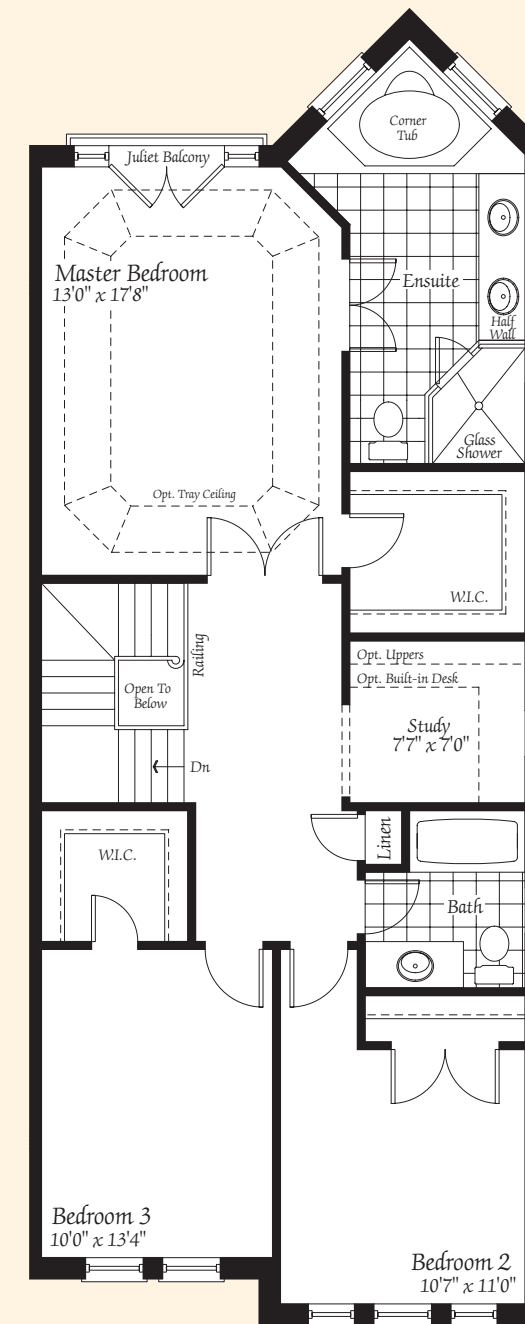 Corner
Tub
Juliet Balcony
Master Bedroom
13'0" x 17'8"
Ensuite
Half
Wall
Glass
Shower
Opt. Tray Ceiling
W.I.C.
Railing
Open To
Below
Dn
Opt. Uppers
Opt. Built-in Desk
Study
7'7" x 7'0"
Linen
W.I.C.
Bath
Bedroom 3
10'0" x 13'4"
Bedroom 2
10'7" x 11'0"